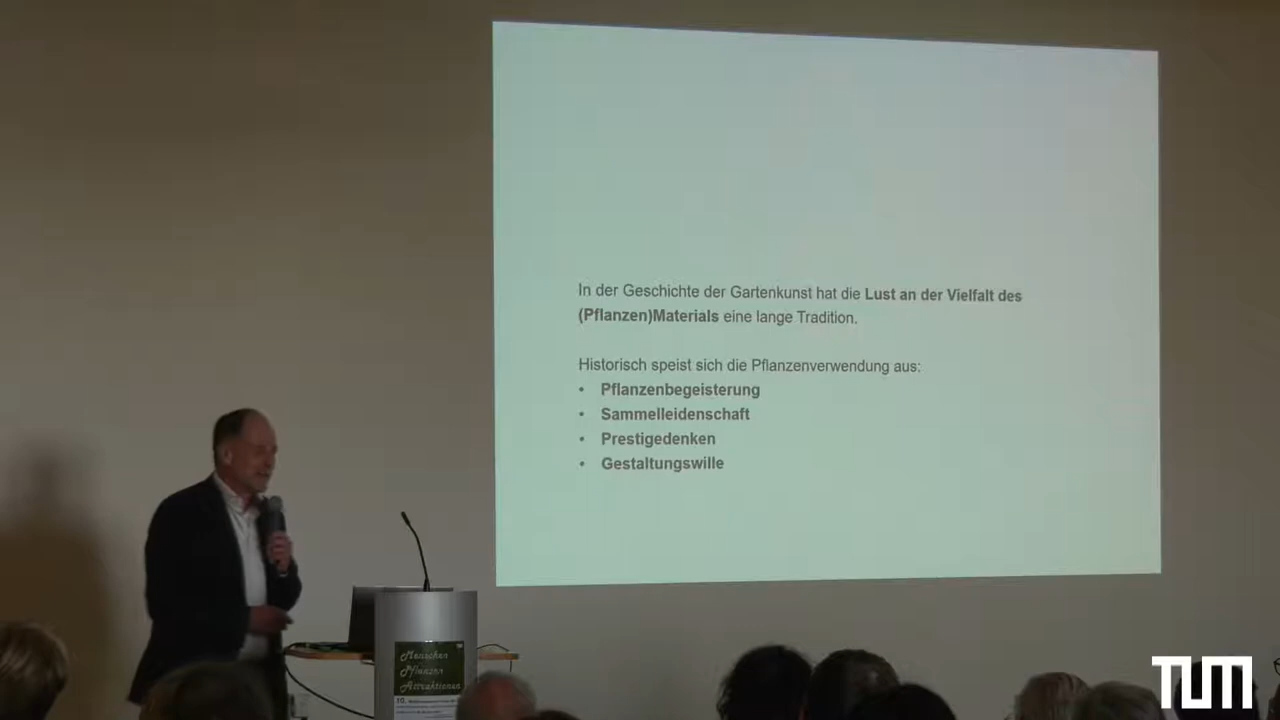 In der Geschichte der Gartenkunst hat die Lust an der Vielfalt des
(Pflanzen)Materials eine lange Tradition.
Historisch speist sich die Pflanzenverwendung aus:
• Pflanzenbegeisterung
• Sammelleidenschaft
• Prestigedenken
• Gestaltungswille
Menschen
Pflanzen
Attraktionen
10.
TUM